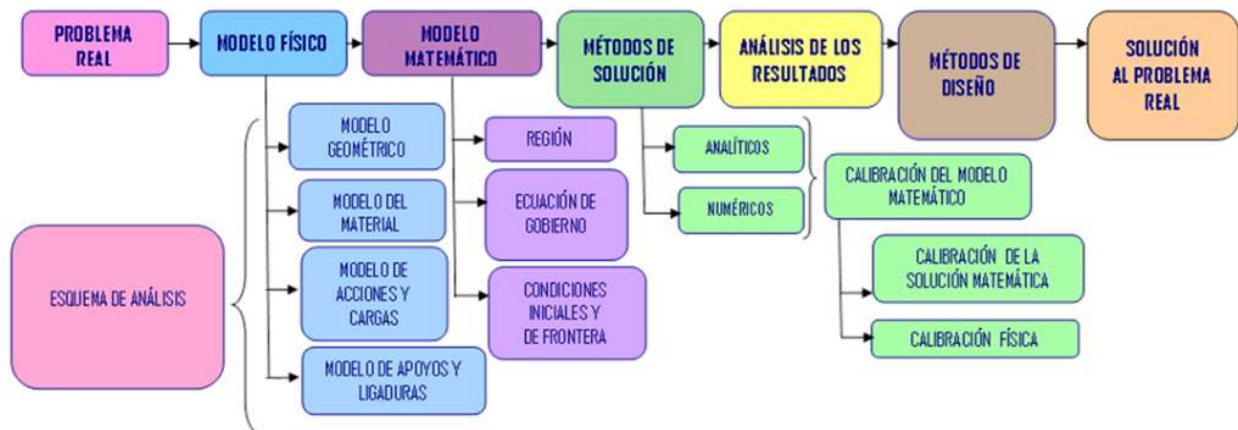 PROBLEMA
REAL
MODELO FÍSICO
MODELO
MATEMÁTICO
MÉTODOS DE
SOLUCIÓN
ANÁLISIS DE LOS
RESULTADOS
MÉTODOS DE
DISEÑO
SOLUCIÓN
AL PROBLEMA
REAL
ESQUEMA DE ANÁLISIS
MODELO
GEOMÉTRICO
MODELO DEL
MATERIAL
MODELO DE
ACCIONES Y
CARGAS
MODELO DE APOYOS Y
LIGADURAS
REGIÓN
ECUACIÓN DE
GOBIERNO
CONDICIONES
INICIALES Y
DE FRONTERA
ANALÍTICOS
NUMÉRICOS
CALIBRACIÓN DEL MODELO
MATEMÁTICO
CALIBRACIÓN DE LA
SOLUCIÓN MATEMÁTICA
CALIBRACIÓN FÍSICA